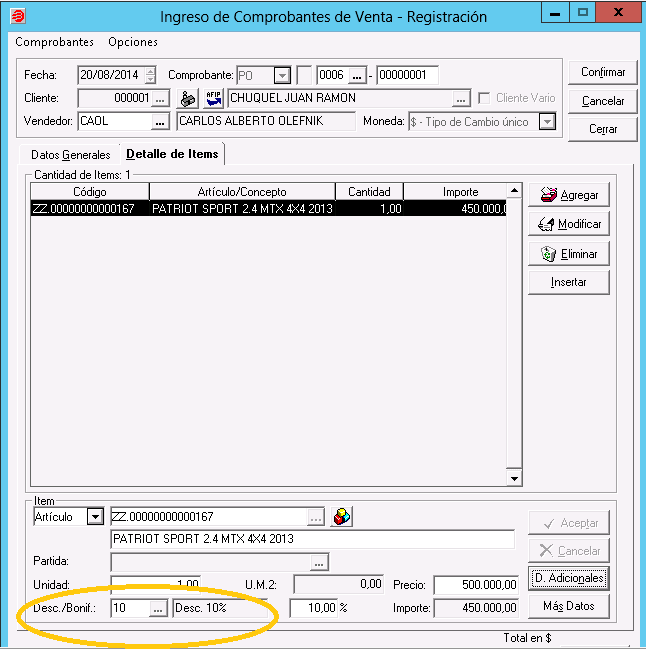 Ingreso de Comprobantes de Venta - Registración
Comprobantes Opciones
Fecha: 20/08/2014 Comprobante: PO 0006 ... - 00000001 Confirmar
Cliente: 000001 ... AFIP CHUQUEL JUAN RAMON ... Cliente Vario Cancelar
Vendedor: CAOL ... CARLOS ALBERTO OLEFNIK Moneda: $ - Tipo de Cambio único Cerrar
Datos Generales Detalle de Items
Cantidad de Items: 1
Código Artículo/Concepto Cantidad Importe
ZZ.00000000000167 PATRIOT SPORT 2.4 MTX 4X4 2013 1,00 450.000,0
Agregar
Modificar
Eliminar
Insertar
Item
Artículo ZZ.00000000000167 ...
PATRIOT SPORT 2.4 MTX 4X4 2013
Partida: ...
Unidad: 1,00 U.M.2: 0,00 Precio: 500.000,00
Desc./Bonif.: 10 ... Desc. 10% 10,00 % Importe: 450.000,00
Aceptar
Cancelar
D. Adicionales
Más Datos
Total en $